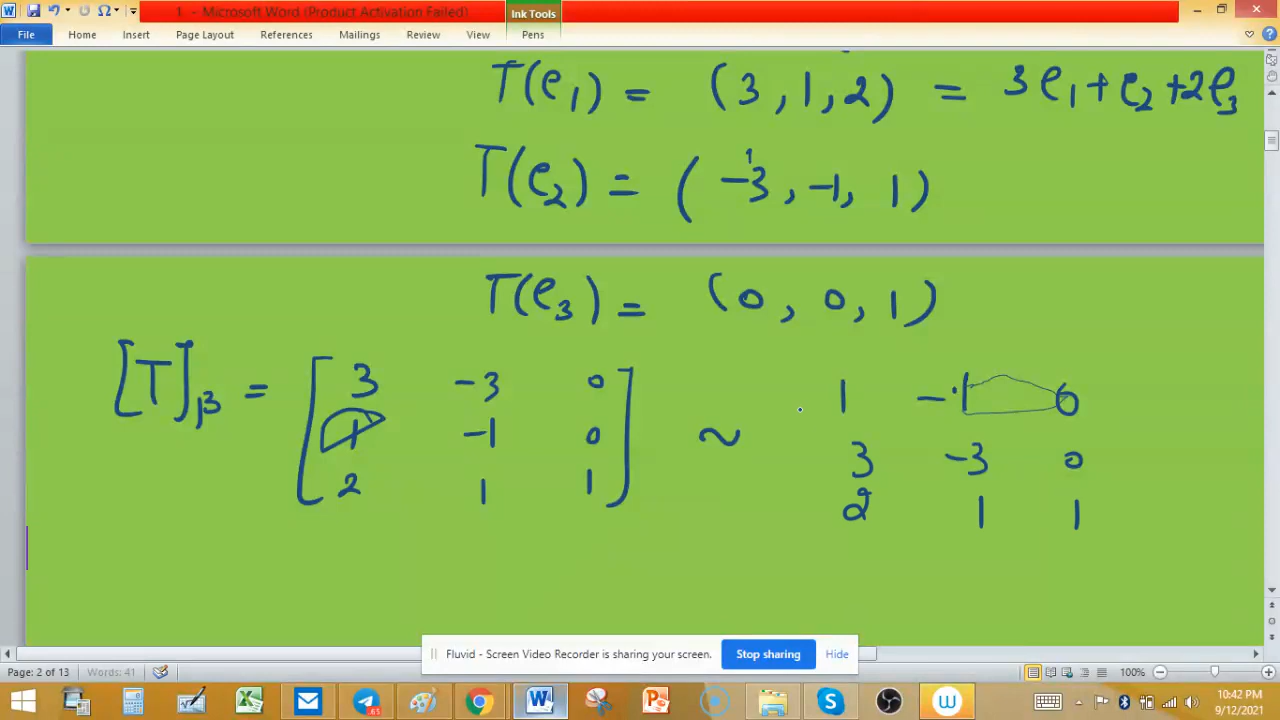 1 - Microsoft Word (Product Activation Failed)
Ink Tools
File Home Insert Page Layout References Mailings Review View Pens
T(e1) = (3, 1, 2) = 3e1 + e2 + 2e3
T(e2) = (-3, -1, 1)
T(e3) = (0, 0, 1)
[T]β = [ 3 -3 0 ~ 1 -1 0
1 -1 0 3 -3 0
2 1 1 ] 2 1 1
Fluvid - Screen Video Recorder is sharing your screen. Stop sharing Hide
Page: 2 of 13 Words: 41 100%
10:42 PM
9/12/2021